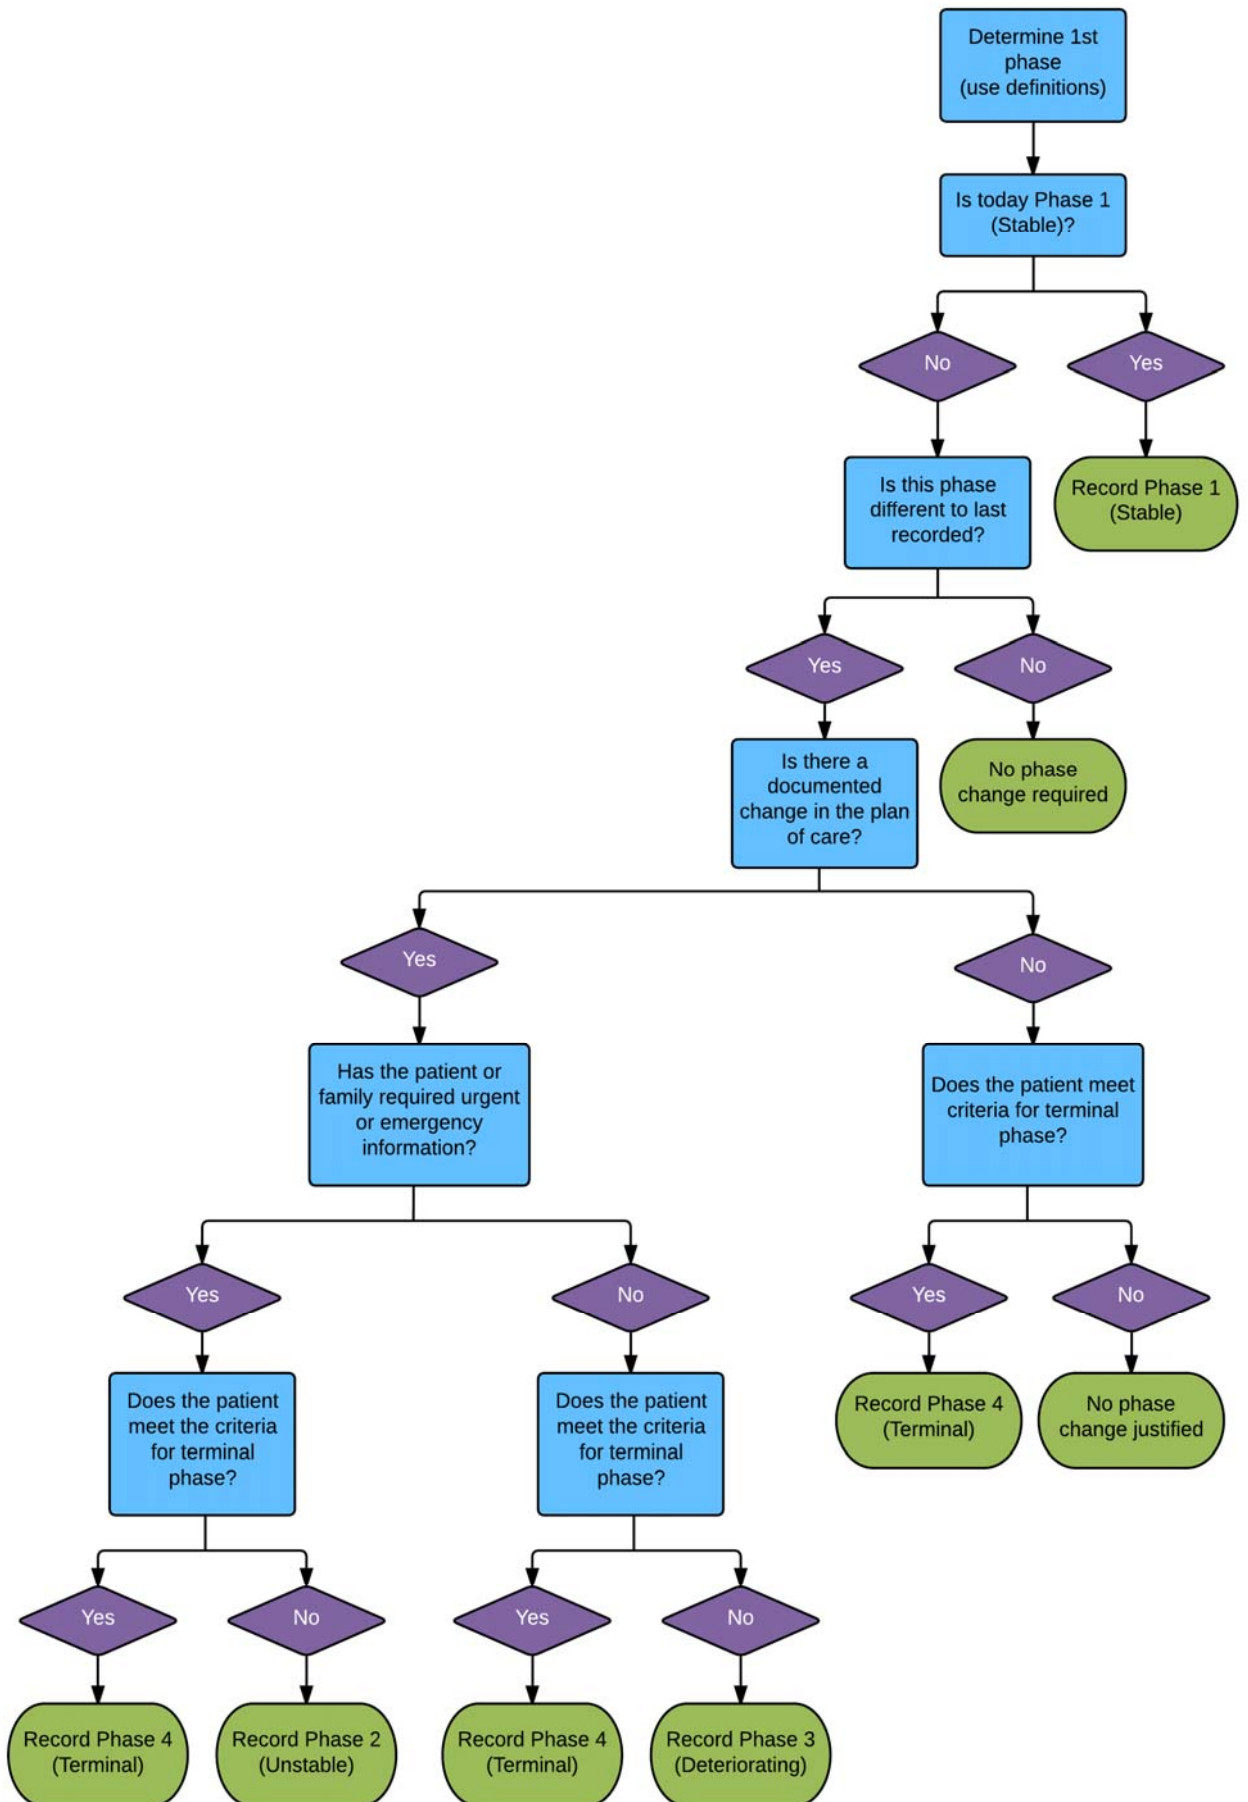 Determine 1st
phase
(use definitions)
Is today Phase 1
(Stable)?
No
Yes
Is this phase
different to last
recorded?
Record Phase 1
(Stable)
Yes
No
Is there a
documented
change in the plan
of care?
No phase
change required
Yes
No
Has the patient or
family required urgent
or emergency
information?
Does the patient meet
criteria for terminal
phase?
Yes
No
Yes
No
Does the patient
meet the criteria
for terminal
phase?
Does the patient
meet the criteria
for terminal
phase?
Record Phase 4
(Terminal)
No phase
change justified
Yes
No
Yes
No
Record Phase 4
(Terminal)
Record Phase 2
(Unstable)
Record Phase 4
(Terminal)
Record Phase 3
(Deteriorating)